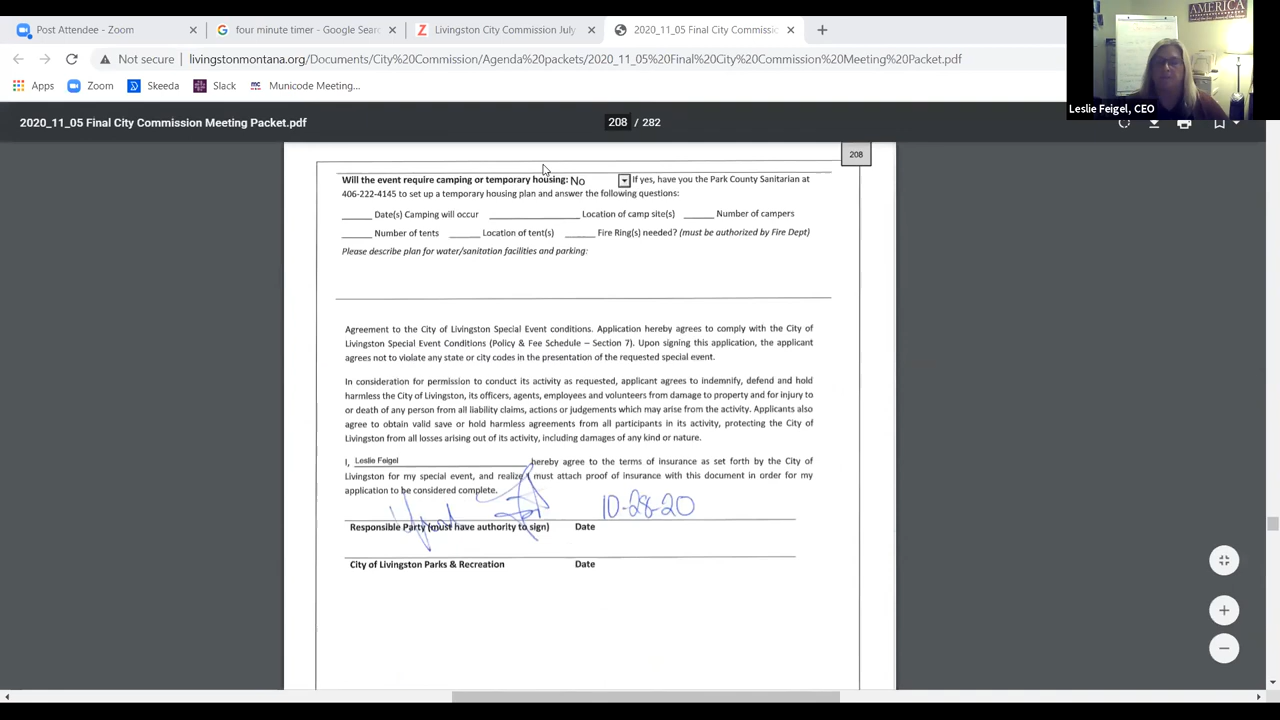 Post Attendee - Zoom
four minute timer - Google Sear
Livingston City Commission July
2020_11_05 Final City Commissic
AMERICA
Not secure
livingstonmontana.org/Documents/City%20Commission/Agenda%20packets/2020_11_05%20Final%20City%20Commission%20Meeting%20Packet.pdf
Apps
Zoom
Skeeda
Slack
Municode Meeting...
Leslie Feigel, CEO
2020_11_05 Final City Commission Meeting Packet.pdf
208 / 282
208
Will the event require camping or temporary housing: No If yes, have you the Park County Sanitarian at
406-222-4145 to set up a temporary housing plan and answer the following questions:
Date(s) Camping will occur Location of camp site(s) Number of campers
Number of tents Location of tent(s) Fire Ring(s) needed? (must be authorized by Fire Dept)
Please describe plan for water/sanitation facilities and parking:
Agreement to the City of Livingston Special Event conditions. Application hereby agrees to comply with the City of
Livingston Special Event Conditions (Policy & Fee Schedule – Section 7). Upon signing this application, the applicant
agrees not to violate any state or city codes in the presentation of the requested special event.
In consideration for permission to conduct its activity as requested, applicant agrees to indemnify, defend and hold
harmless the City of Livingston, its officers, agents, employees and volunteers from damage to property and for injury to
or death of any person from all liability claims, actions or judgements which may arise from the activity. Applicants also
agree to obtain valid save or hold harmless agreements from all participants in its activity, protecting the City of
Livingston from all losses arising out of its activity, including damages of any kind or nature.
I, Leslie Feigel hereby agree to the terms of insurance as set forth by the City of
Livingston for my special event, and realize I must attach proof of insurance with this document in order for my
application to be considered complete.
10-28-20
Responsible Party (must have authority to sign) Date
City of Livingston Parks & Recreation Date